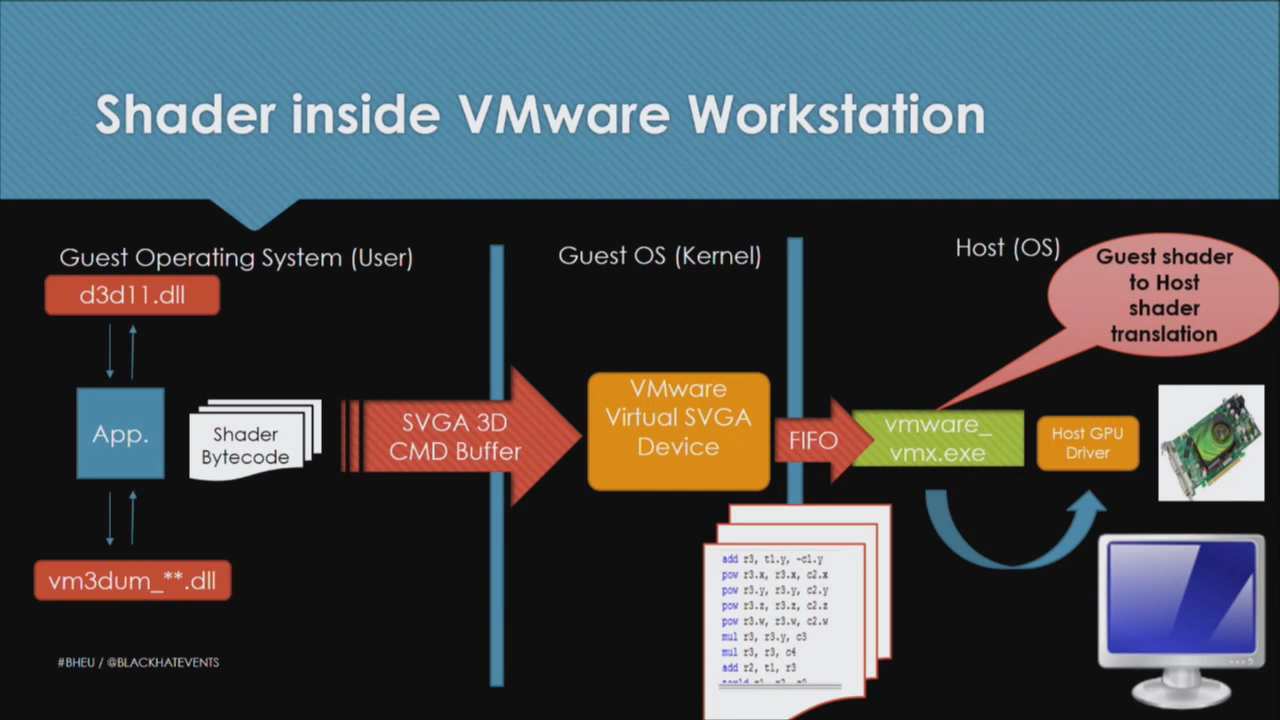 Shader inside VMware Workstation
Guest Operating System (User)
d3d11.dll
App.
Shader
Bytecode
vm3dum_**.dll
SVGA 3D
CMD Buffer
Guest OS (Kernel)
VMware
Virtual SVGA
Device
FIFO
Host (OS)
Guest shader
to Host
shader
translation
vmware_
vmx.exe
Host GPU
Driver
add r3, t1.y, -c1.y
pow r3.x, r3.x, c2.x
pow r3.y, r3.y, c2.y
pow r3.z, r3.z, c2.z
pow r3.w, r3.w, c2.w
mul r3, r3.y, c3
mul r3, r3, c4
add r2, t1, r3
#BHEU / @BLACKHATEVENTS